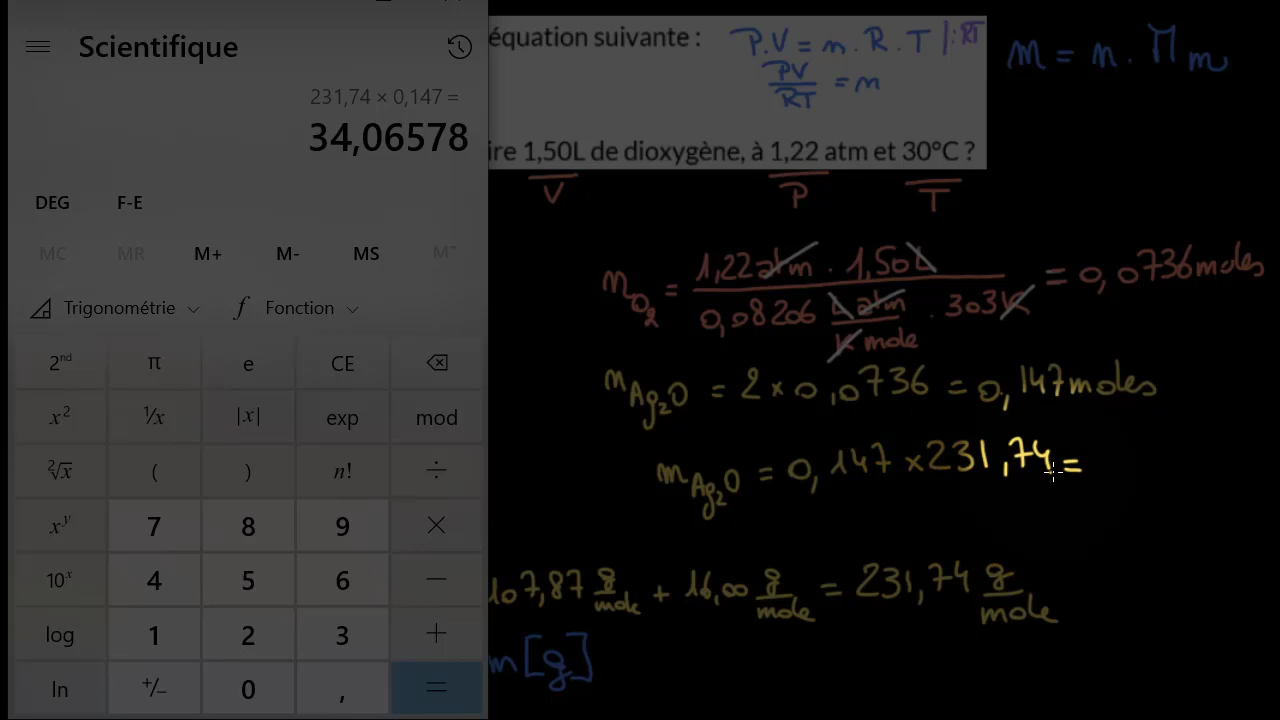 Scientifique
231,74 × 0,147 =
34,06578
DEG F-E
MC MR M+ M- MS M˅
Trigonométrie f Fonction
2nd π e CE
x² ¹/x |x| exp mod
²√x ( ) n! ÷
xʸ 7 8 9 ×
10ˣ 4 5 6 −
log 1 2 3 +
ln +/− 0 , =
équation suivante :
P.V = n.R.T |:RT
PV/RT = n
m = n . Mm
ire 1,50L de dioxygène, à 1,22 atm et 30°C ?
V P T
nO₂ = 1,22 atm . 1,50 L / 0,08206 L atm / K mole . 303 K = 0,0736 moles
nAg₂O = 2 × 0,0736 = 0,147 moles
mAg₂O = 0,147 × 231,74 =
107,87 g/mole + 16,00 g/mole = 231,74 g/mole
m [g]